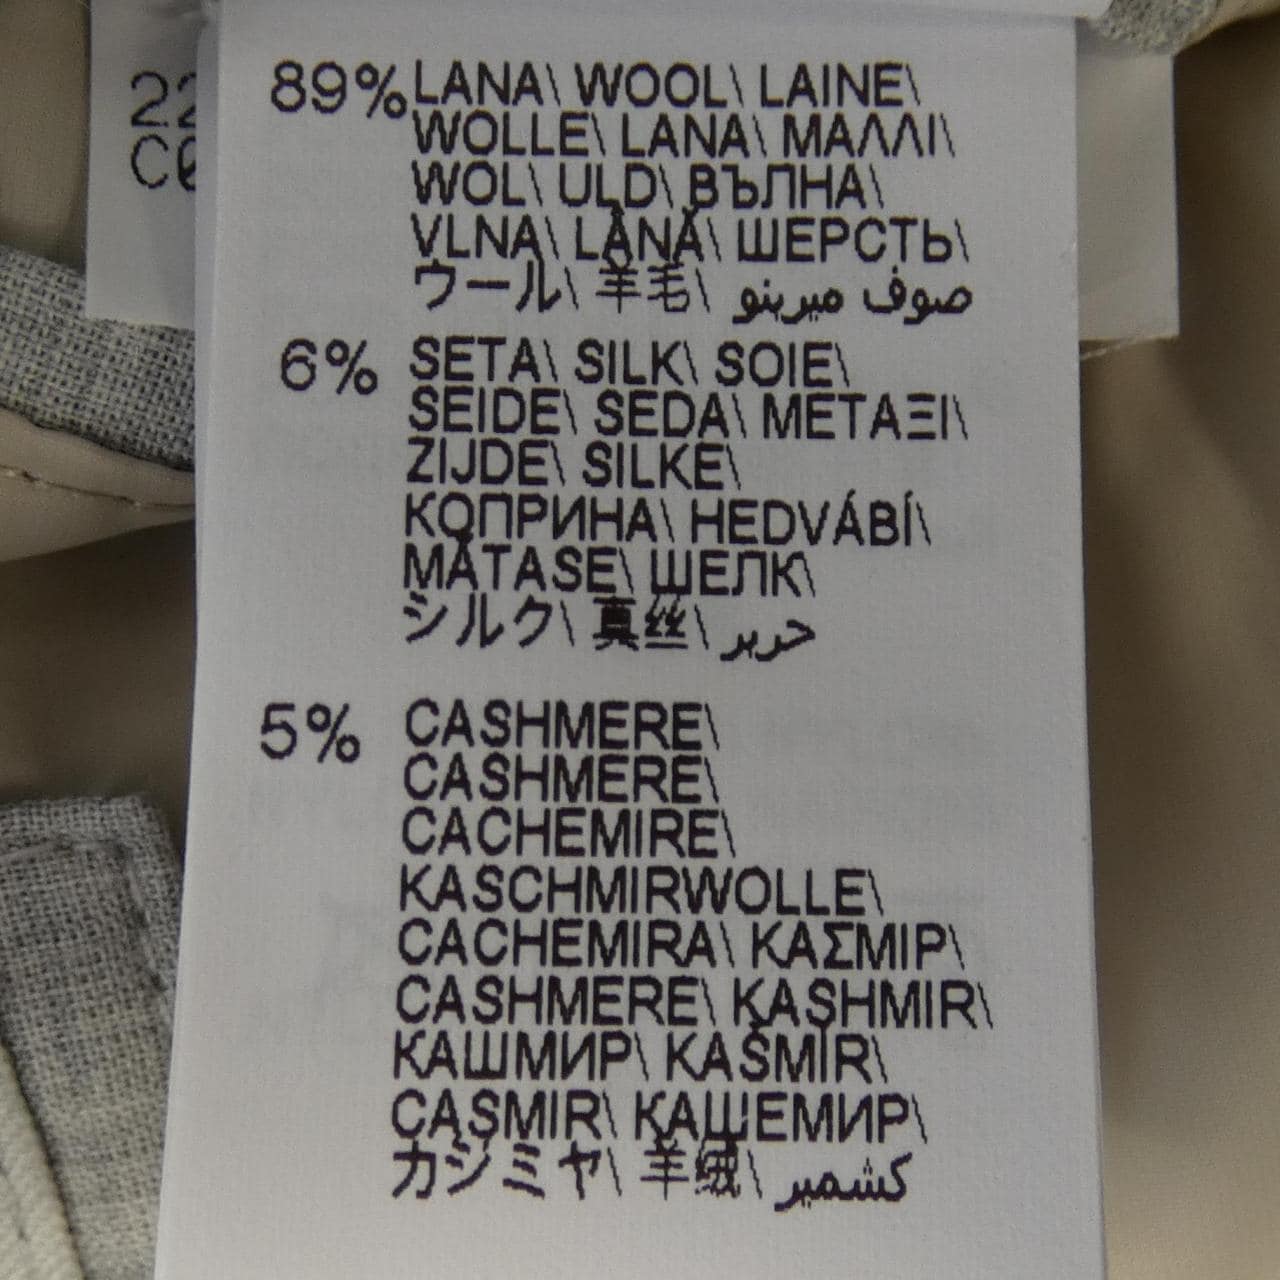 89% LANA\ WOOL\ LAINE\
WOLLE\ LANA\ ΜΑΛΛΙ\
WOL\ ULD\ ВЪЛНА\
VLNA\ LÂNĂ\ ШЕРСТЬ\
ウール\ 羊毛\ صوف ميرينو
6% SETA\ SILK\ SOIE\
SEIDE\ SEDA\ ΜΕΤΑΞΙ\
ZIJDE\ SILKE\
КОПРИНА\ HEDVÁBÍ\
MĂTASE\ ШЕЛК\
シルク\ 真丝\ حرير
5% CASHMERE\
CASHMERE\
CACHEMIRE\
KASCHMIRWOLLE\
CACHEMIRA\ ΚΑΣΜΙΡ\
CASHMERE\ KASHMIR\
КАШМИР\ KAŠMÍR\
CAŞMIR\ КАШЕМИР\
カシミヤ\ 羊绒\ كشمير
22